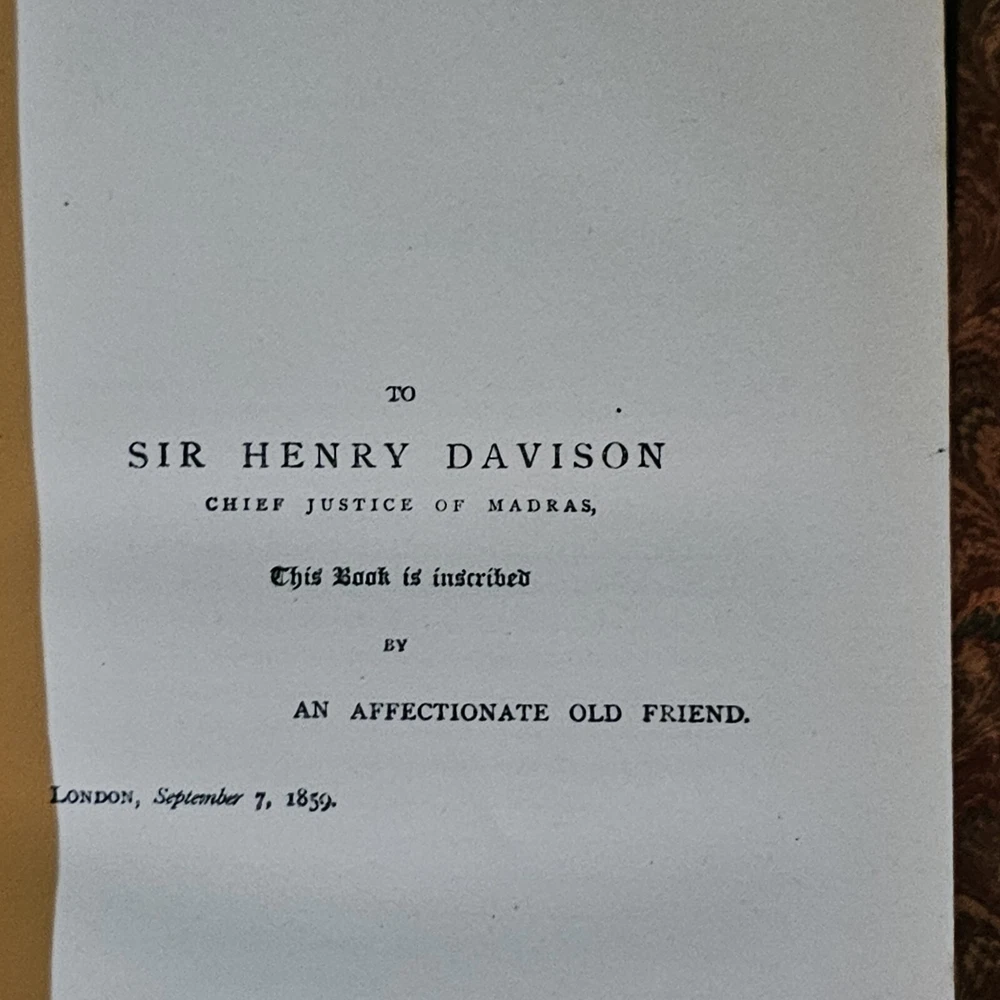 TO
SIR HENRY DAVISON
CHIEF JUSTICE OF MADRAS,
This Book is inscribed
BY
AN AFFECTIONATE OLD FRIEND.
LONDON, September 7, 1859.